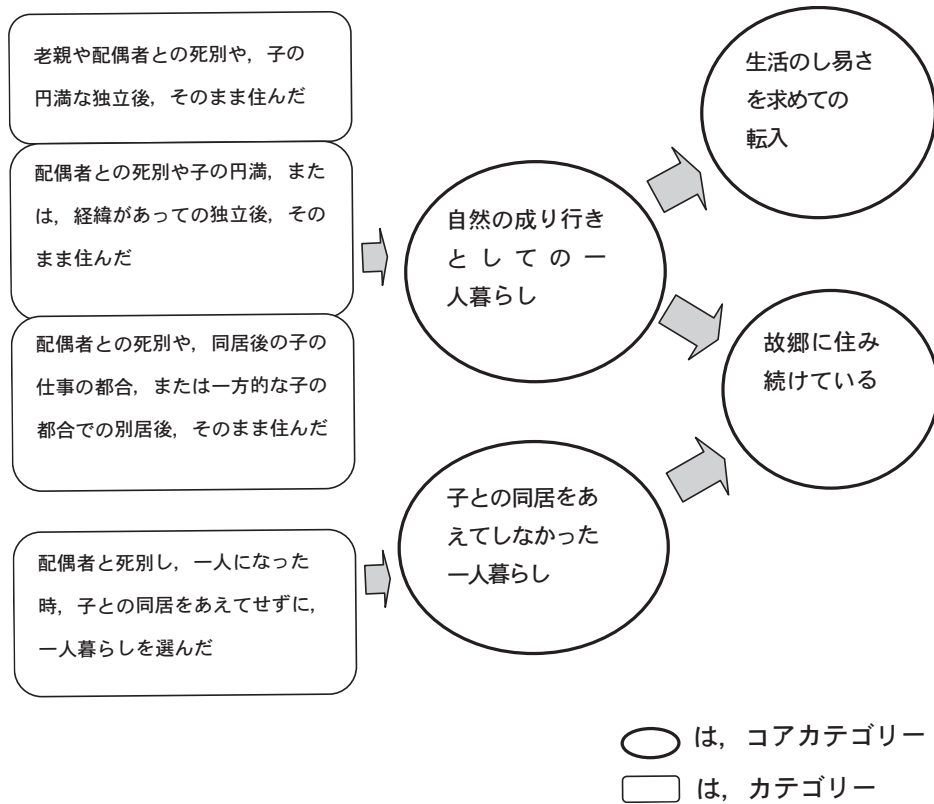 老親や配偶者との死別や，子の
円満な独立後，そのまま住んだ
配偶者との死別や子の円満，また
は，経緯があっての独立後，その
まま住んだ
配偶者との死別や，同居後の子の
仕事の都合，または一方的な子の
都合での別居後，そのまま住んだ
配偶者と死別し，一人になった
時，子との同居をあえてせずに，
一人暮らしを選んだ
自然の成り行き
としての一
人暮らし
子との同居をあ
えてしなかった
一人暮らし
生活のし易さ
を求めての
転入
故郷に住み
続けている
は，コアカテゴリー
は，カテゴリー